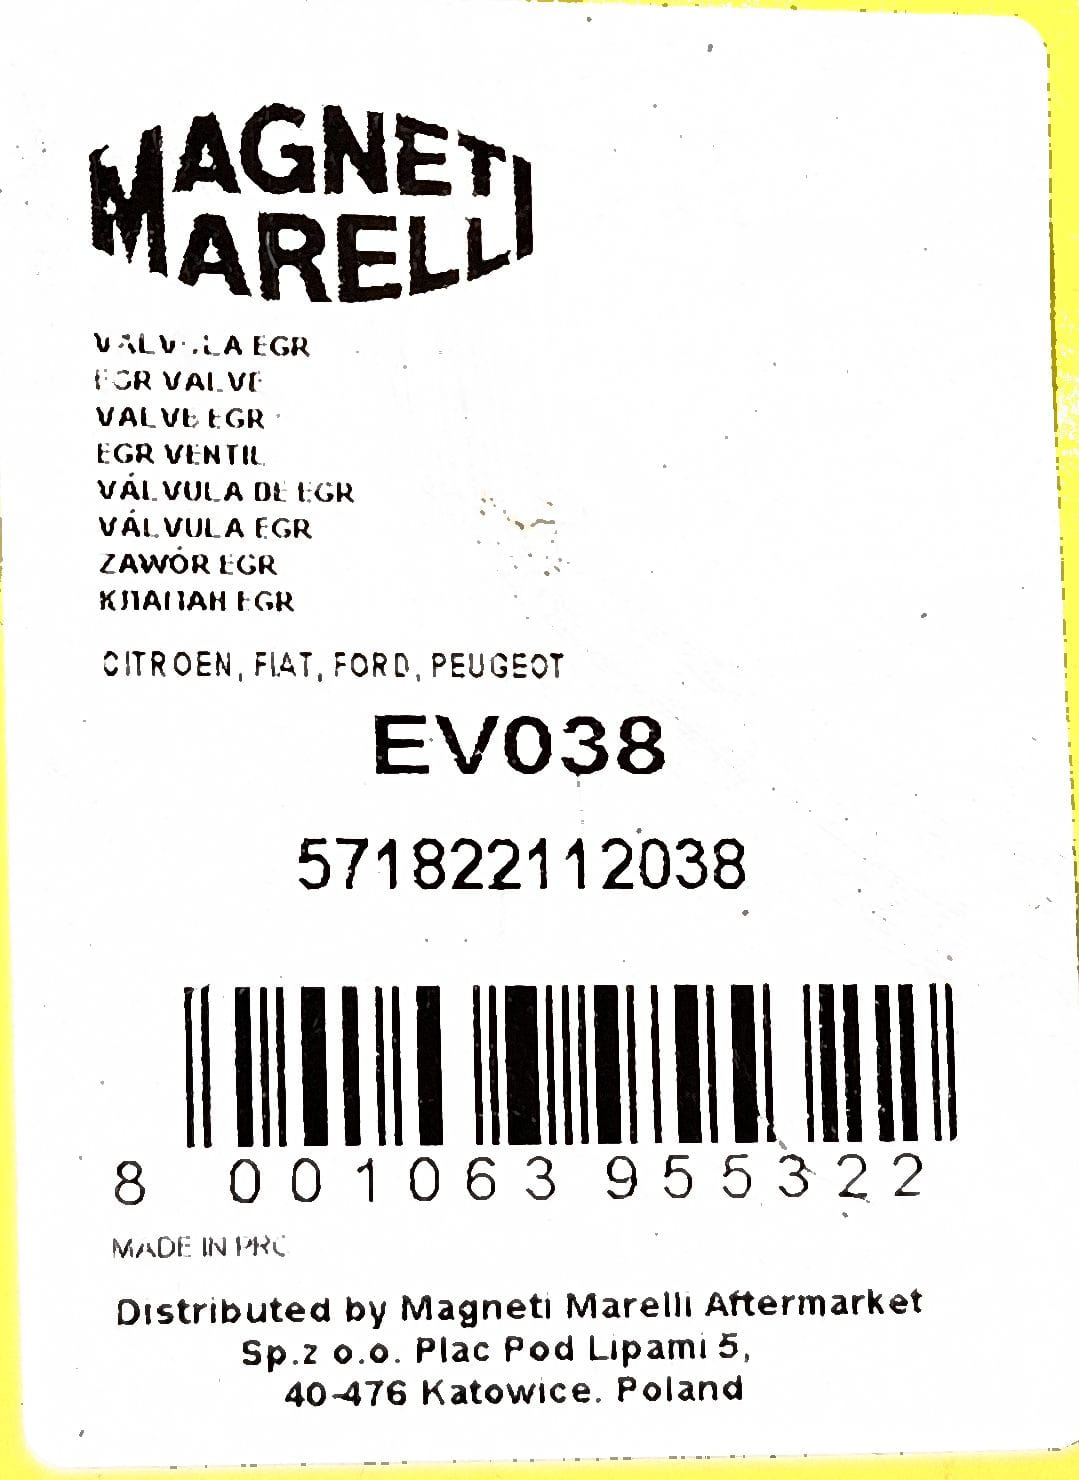 MAGNETI
MARELLI
VALVOLA EGR
EGR VALVE
VALVE EGR
EGR VENTIL
VÁLVULA DE EGR
VÁLVULA EGR
ZAWÓR EGR
КЛАПАН EGR
CITROEN, FIAT, FORD, PEUGEOT
EV038
571822112038
8 001063 955322
MADE IN PRC
Distributed by Magneti Marelli Aftermarket
Sp.z o.o. Plac Pod Lipami 5,
40-476 Katowice. Poland